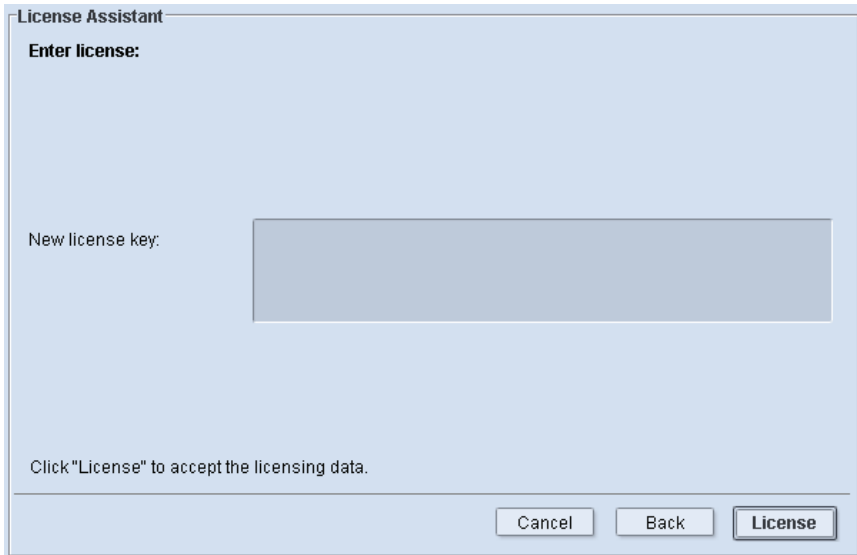 License Assistant
Enter license:
New license key:
Click "License" to accept the licensing data.
Cancel Back License